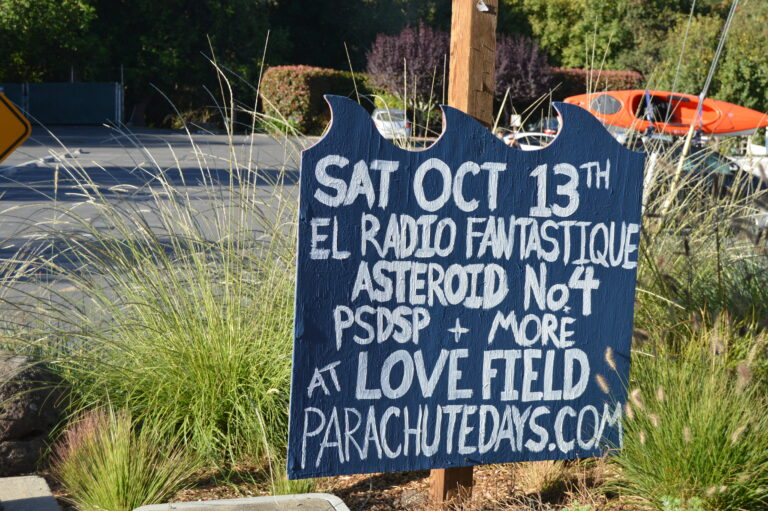 SAT OCT 13TH
EL RADIO FANTASTIQUE
ASTEROID No.4
PSDSP + MORE
AT LOVE FIELD
PARACHUTEDAYS.COM